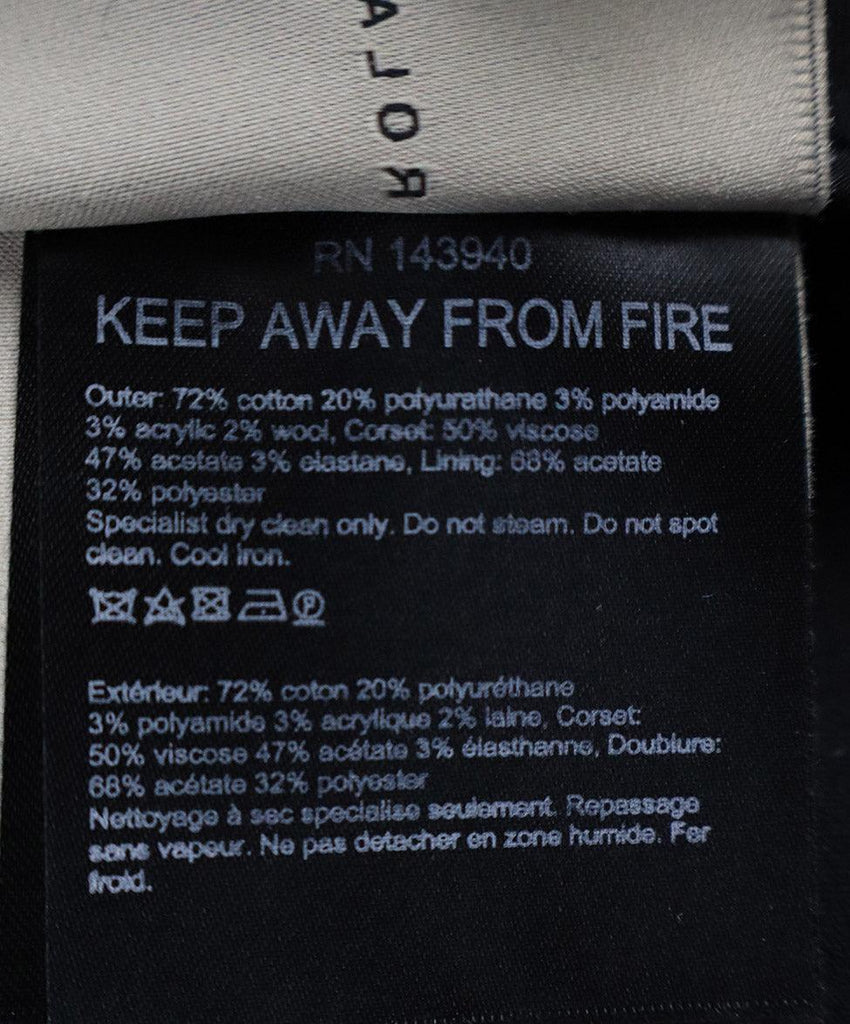 ROLA
RN 143940
KEEP AWAY FROM FIRE
Outer: 72% cotton 20% polyurathane 3% polyamide
3% acrylic 2% wool, Corset: 50% viscose
47% acetate 3% elastane, Lining: 68% acetate
32% polyester
Specialist dry clean only. Do not steam. Do not spot
clean. Cool iron.
P
Extérieur: 72% coton 20% polyuréthane
3% polyamide 3% acrylique 2% laine, Corset:
50% viscose 47% acétate 3% élasthanne, Doublure:
68% acétate 32% polyester
Nettoyage à sec specialise seulement. Repassage
sans vapeur. Ne pas detacher en zone humide. Fer
froid.